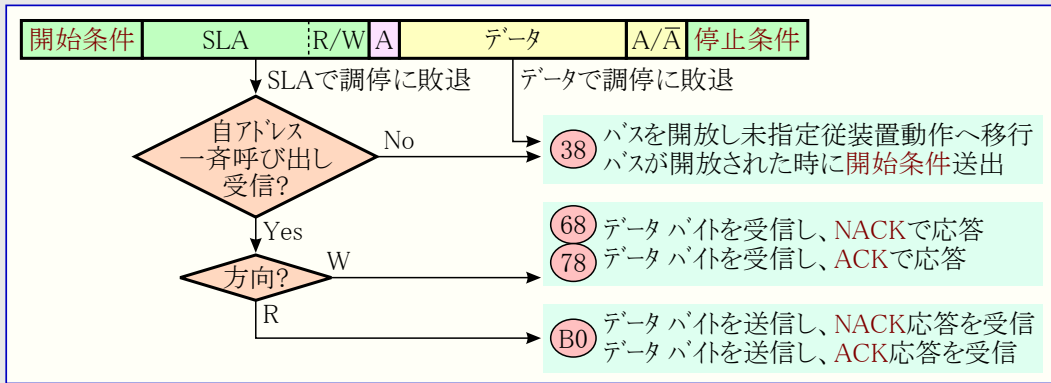 開始条件 SLA R/W A データ A/A̅ 停止条件
SLAで調停に敗退 データで調停に敗退
自アドレス
一斉呼び出し
受信?
No
38
バスを開放し未指定従装置動作へ移行
バスが開放された時に開始条件送出
Yes
68 データ バイトを受信し、NACKで応答
78 データ バイトを受信し、ACKで応答
方向?
W
R
B0
データ バイトを送信し、NACK応答を受信
データ バイトを送信し、ACK応答を受信